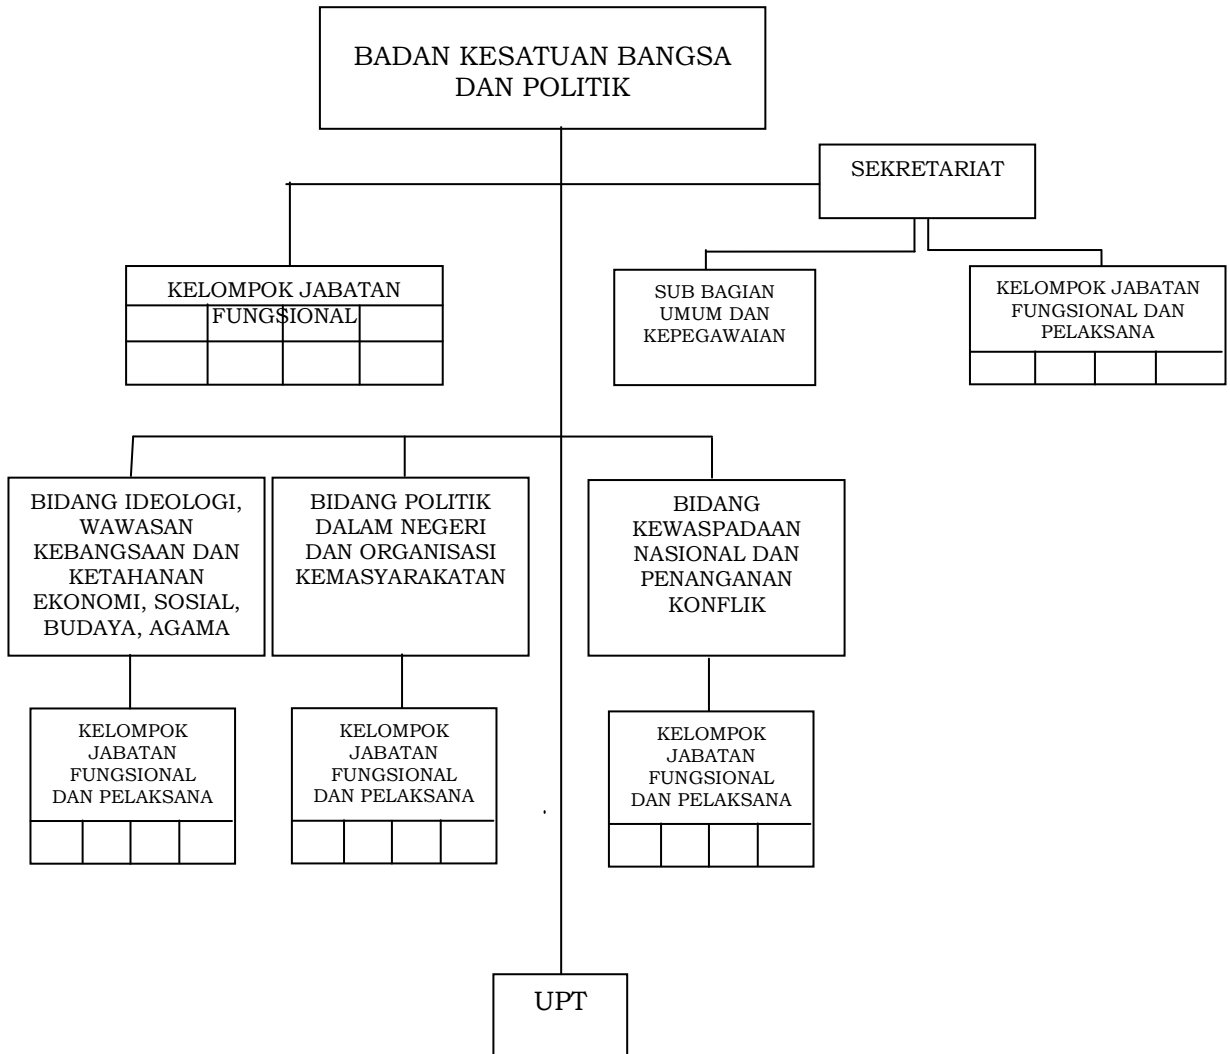 BADAN KESATUAN BANGSA
DAN POLITIK
SEKRETARIAT
KELOMPOK JABATAN
FUNGSIONAL
SUB BAGIAN
UMUM DAN
KEPEGAWAIAN
KELOMPOK JABATAN
FUNGSIONAL DAN
PELAKSANA
BIDANG IDEOLOGI,
WAWASAN
KEBANGSAAN DAN
KETAHANAN
EKONOMI, SOSIAL,
BUDAYA, AGAMA
BIDANG POLITIK
DALAM NEGERI
DAN ORGANISASI
KEMASYARAKATAN
BIDANG
KEWASPADAAN
NASIONAL DAN
PENANGANAN
KONFLIK
KELOMPOK
JABATAN
FUNGSIONAL
DAN PELAKSANA
KELOMPOK
JABATAN
FUNGSIONAL
DAN PELAKSANA
KELOMPOK
JABATAN
FUNGSIONAL
DAN PELAKSANA
UPT